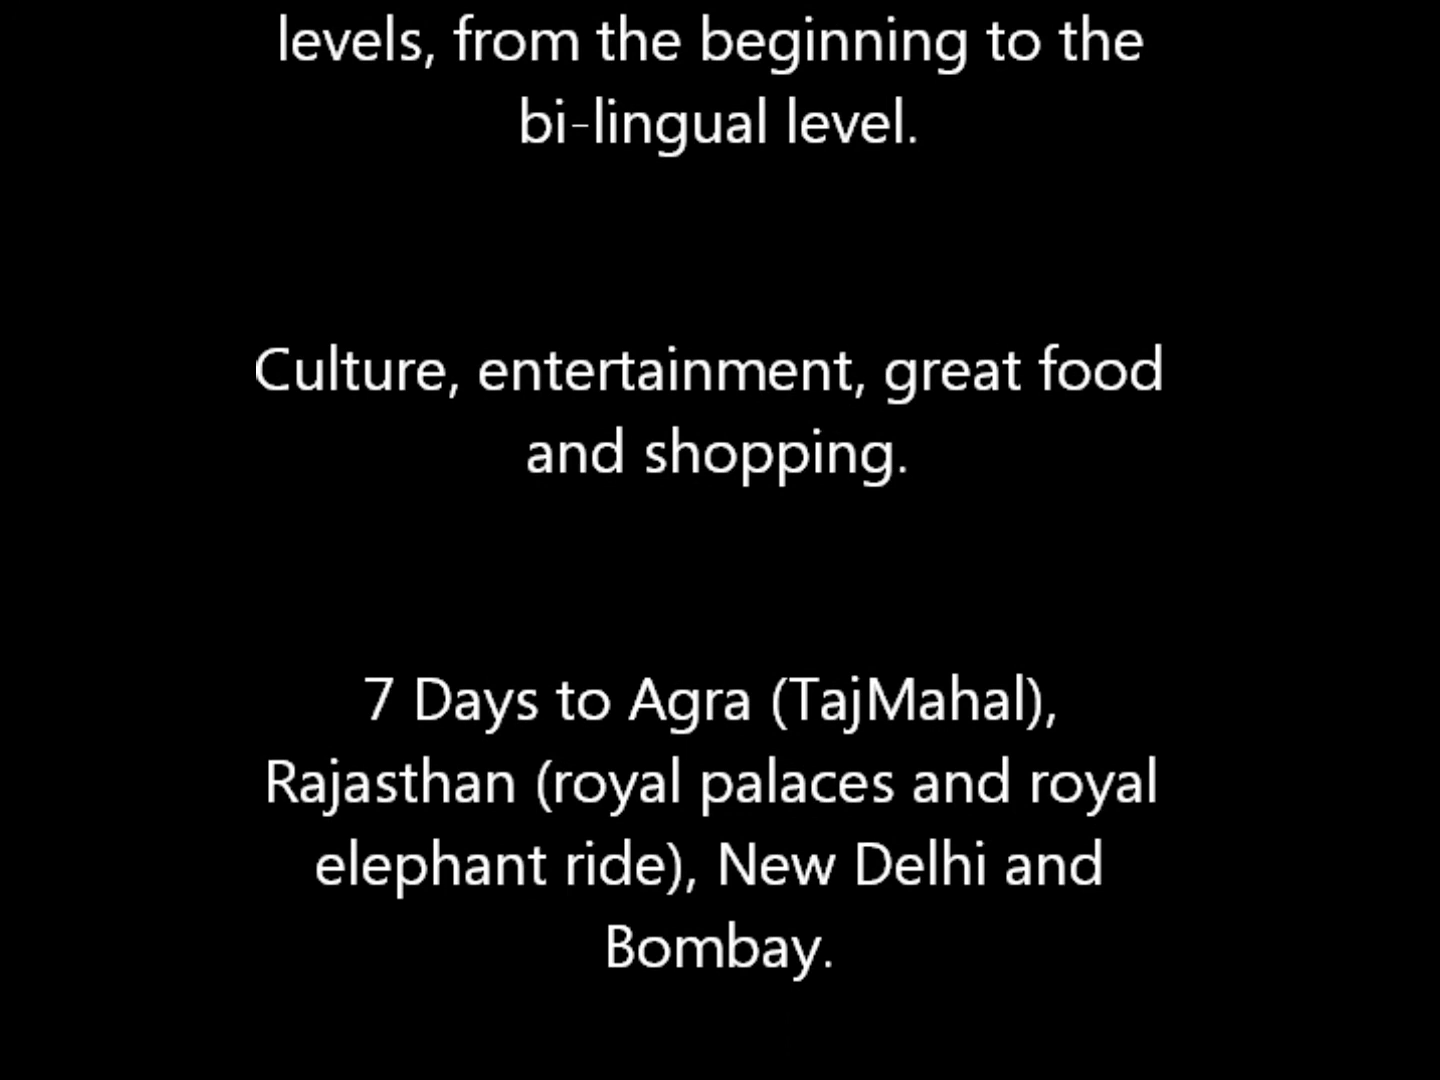 levels, from the beginning to the
bi-lingual level.
Culture, entertainment, great food
and shopping.
7 Days to Agra (TajMahal),
Rajasthan (royal palaces and royal
elephant ride), New Delhi and
Bombay.